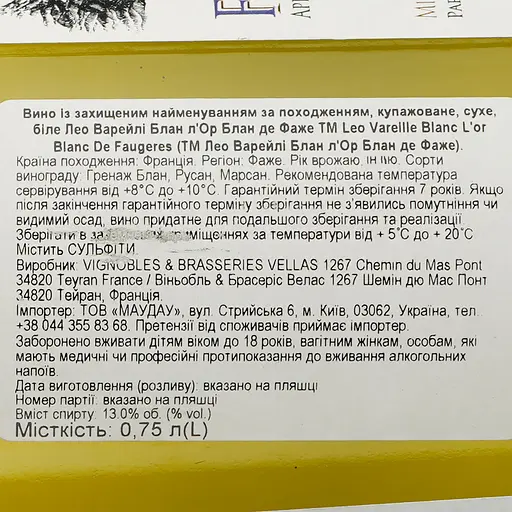 Вино із захищеним найменуванням за походженням, купажоване, сухе,
біле Лео Варейлі Блан л'Ор Блан де Фаже ТМ Leo Vareille Blanc L'or
Blanc De Faugeres (ТМ Лео Варейлі Блан л'Ор Блан де Фаже).
Країна походження: Франція. Регіон: Фаже. Рік врожаю, Сорти
винограду: Гренаж Блан, Русан, Марсан. Рекомендована температура
сервірування від +8°C до +10°C. Гарантійний термін зберігання 7 років. Якщо
після закінчення гарантійного терміну зберігання не з'явились помутніння чи
видимий осад, вино придатне для подальшого зберігання та реалізації.
Зберігати в приміщеннях за температури від + 5°C до + 20°C
Містить СУЛЬФІТИ.
Виробник: VIGNOBLES & BRASSERIES VELLAS 1267 Chemin du Mas Pont
34820 Teyran France / Віньобль & Брасеріс Велас 1267 Шемін дю Мас Понт
34820 Тейран, Франція.
Імпортер: ТОВ «МАУДАУ», вул. Стрийська 6, м. Київ, 03062, Україна, тел.
+38 044 355 83 68. Претензії від споживачів приймає імпортер.
Заборонено вживати дітям віком до 18 років, вагітним жінкам, особам, які
мають медичні чи професійні протипоказання до вживання алкогольних
напоїв.
Дата виготовлення (розливу): вказано на пляшці
Номер партії: вказано на пляшці
Вміст спирту: 13.0% об. (% vol.)
Місткість: 0,75 л(L)